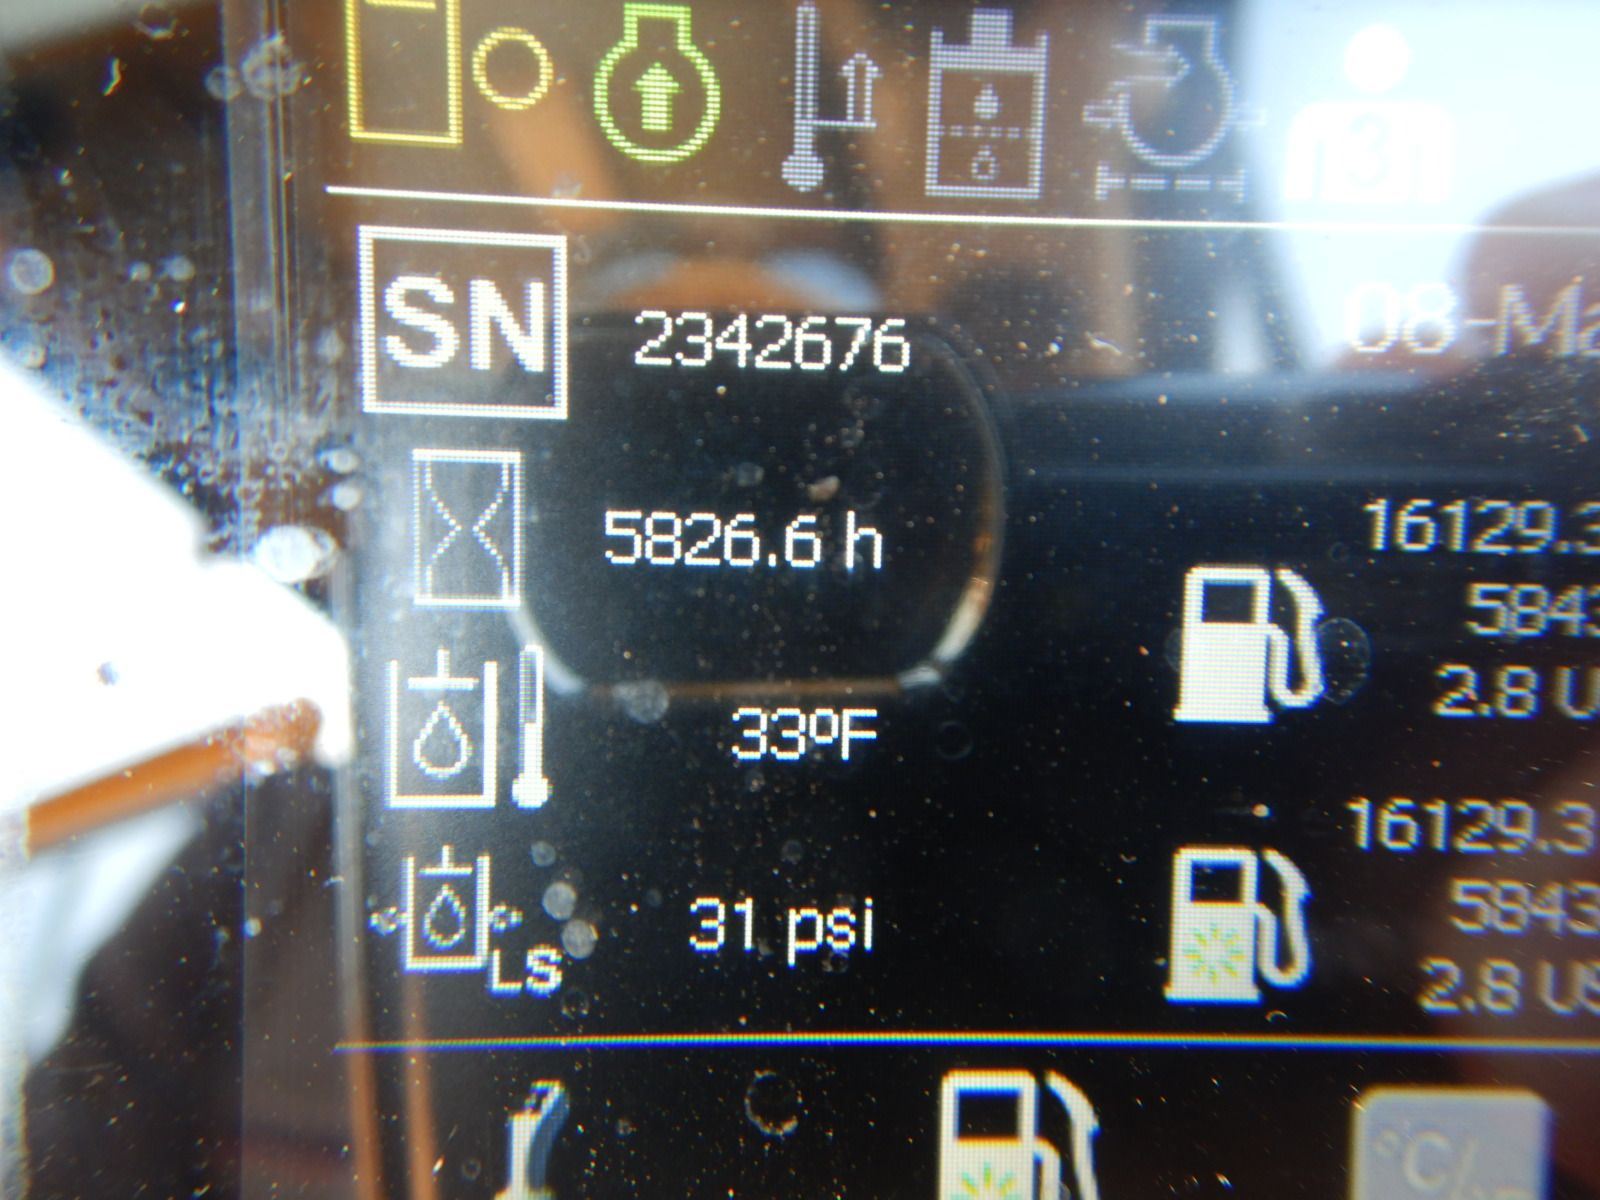 3
SN 2342676 08-Ma
5826.6 h 16129.3
5843
2.8 U
33ºF
16129.3
31 psi 5843
LS 2.8 US
°C/